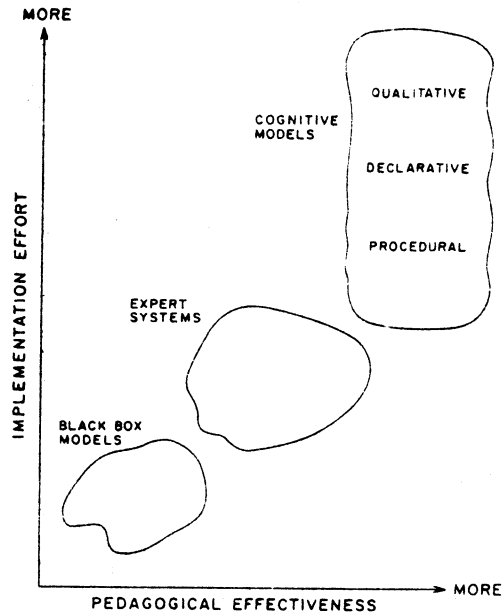 MORE
QUALITATIVE
COGNITIVE
MODELS
DECLARATIVE
PROCEDURAL
IMPLEMENTATION EFFORT
EXPERT
SYSTEMS
BLACK BOX
MODELS
MORE
PEDAGOGICAL EFFECTIVENESS